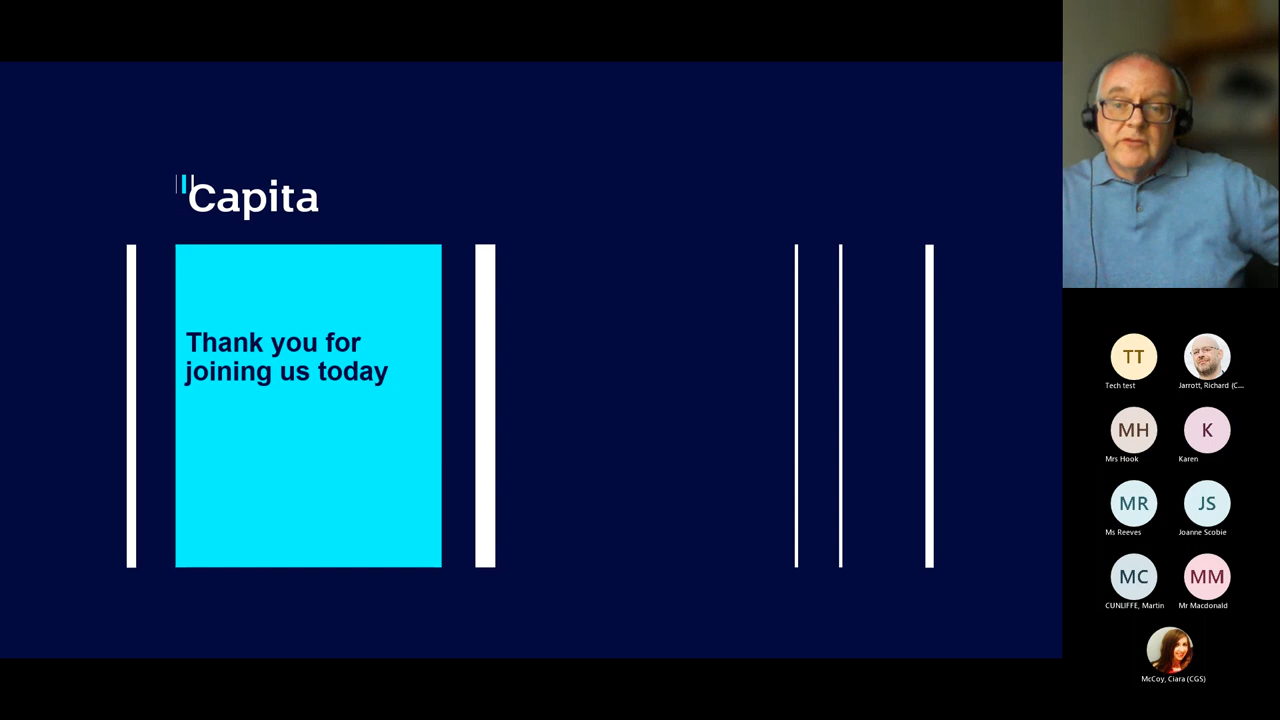 Capita
Thank you for
joining us today
TT
Tech test
Jarrott, Richard (C...
MH
Mrs Hook
K
Karen
MR
Ms Reeves
JS
Joanne Scobie
MC
CUNLIFFE, Martin
MM
Mr Macdonald
McCoy, Ciara (CGS)